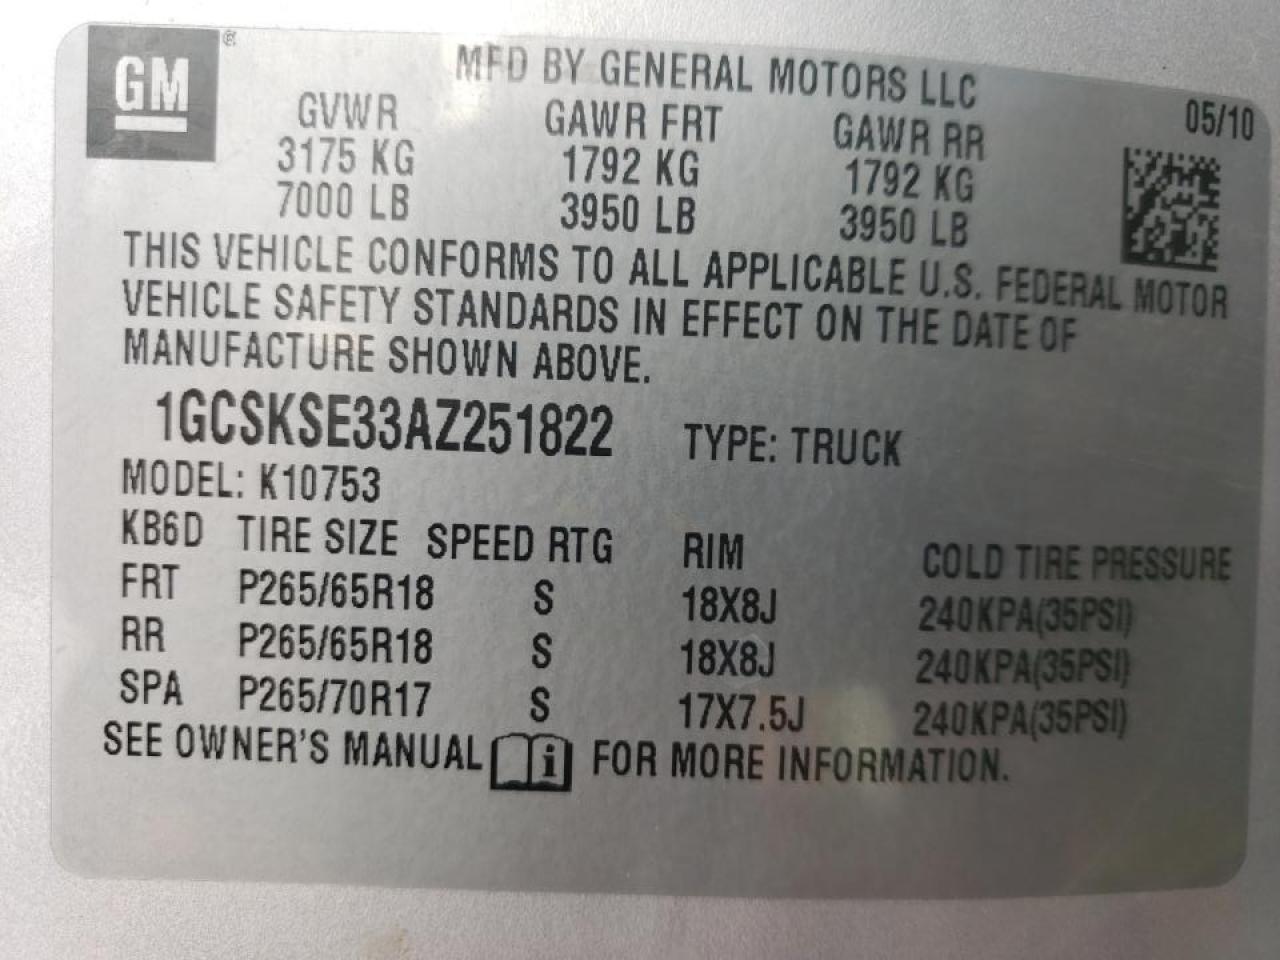 GM ®
MFD BY GENERAL MOTORS LLC
05/10
GVWR GAWR FRT GAWR RR
3175 KG 1792 KG 1792 KG
7000 LB 3950 LB 3950 LB
THIS VEHICLE CONFORMS TO ALL APPLICABLE U.S. FEDERAL MOTOR
VEHICLE SAFETY STANDARDS IN EFFECT ON THE DATE OF
MANUFACTURE SHOWN ABOVE.
1GCSKSE33AZ251822 TYPE: TRUCK
MODEL: K10753
KB6D TIRE SIZE SPEED RTG RIM COLD TIRE PRESSURE
FRT P265/65R18 S 18X8J 240KPA(35PSI)
RR P265/65R18 S 18X8J 240KPA(35PSI)
SPA P265/70R17 S 17X7.5J 240KPA(35PSI)
SEE OWNER'S MANUAL i FOR MORE INFORMATION.